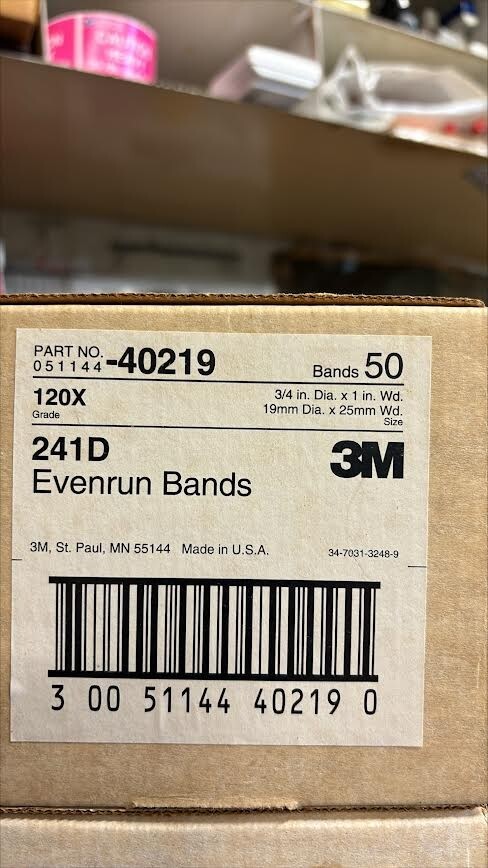 PART NO. 051144-40219
Bands 50
120X
Grade
3/4 in. Dia. x 1 in. Wd.
19mm Dia. x 25mm Wd.
Size
241D
Evenrun Bands
3M
3M, St. Paul, MN 55144 Made in U.S.A.
34-7031-3248-9
3 00 51144 40219 0